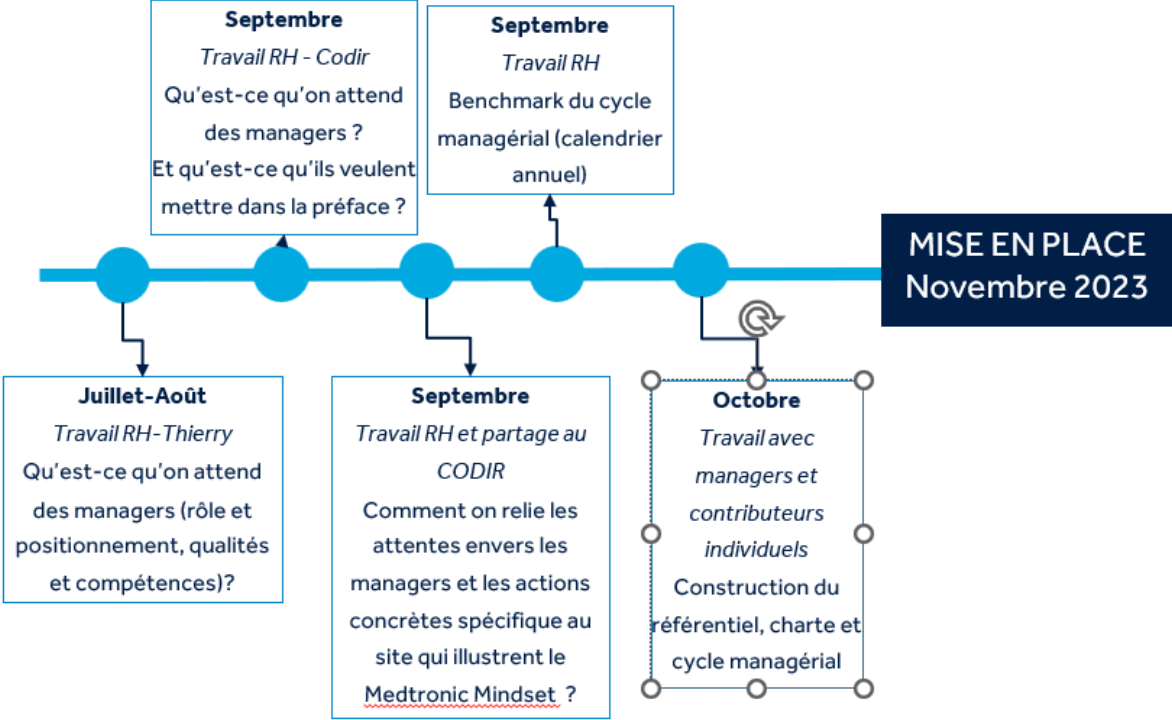 Septembre
Travail RH - Codir
Qu'est-ce qu'on attend
des managers ?
Et qu'est-ce qu'ils veulent
mettre dans la préface ?
Septembre
Travail RH
Benchmark du cycle
managérial (calendrier
annuel)
MISE EN PLACE
Novembre 2023
Juillet-Août
Travail RH-Thierry
Qu'est-ce qu'on attend
des managers (rôle et
positionnement, qualités
et compétences)?
Septembre
Travail RH et partage au
CODIR
Comment on relie les
attentes envers les
managers et les actions
concrètes spécifique au
site qui illustrent le
Medtronic Mindset ?
Octobre
Travail avec
managers et
contributeurs
individuels
Construction du
référentiel, charte et
cycle managérial